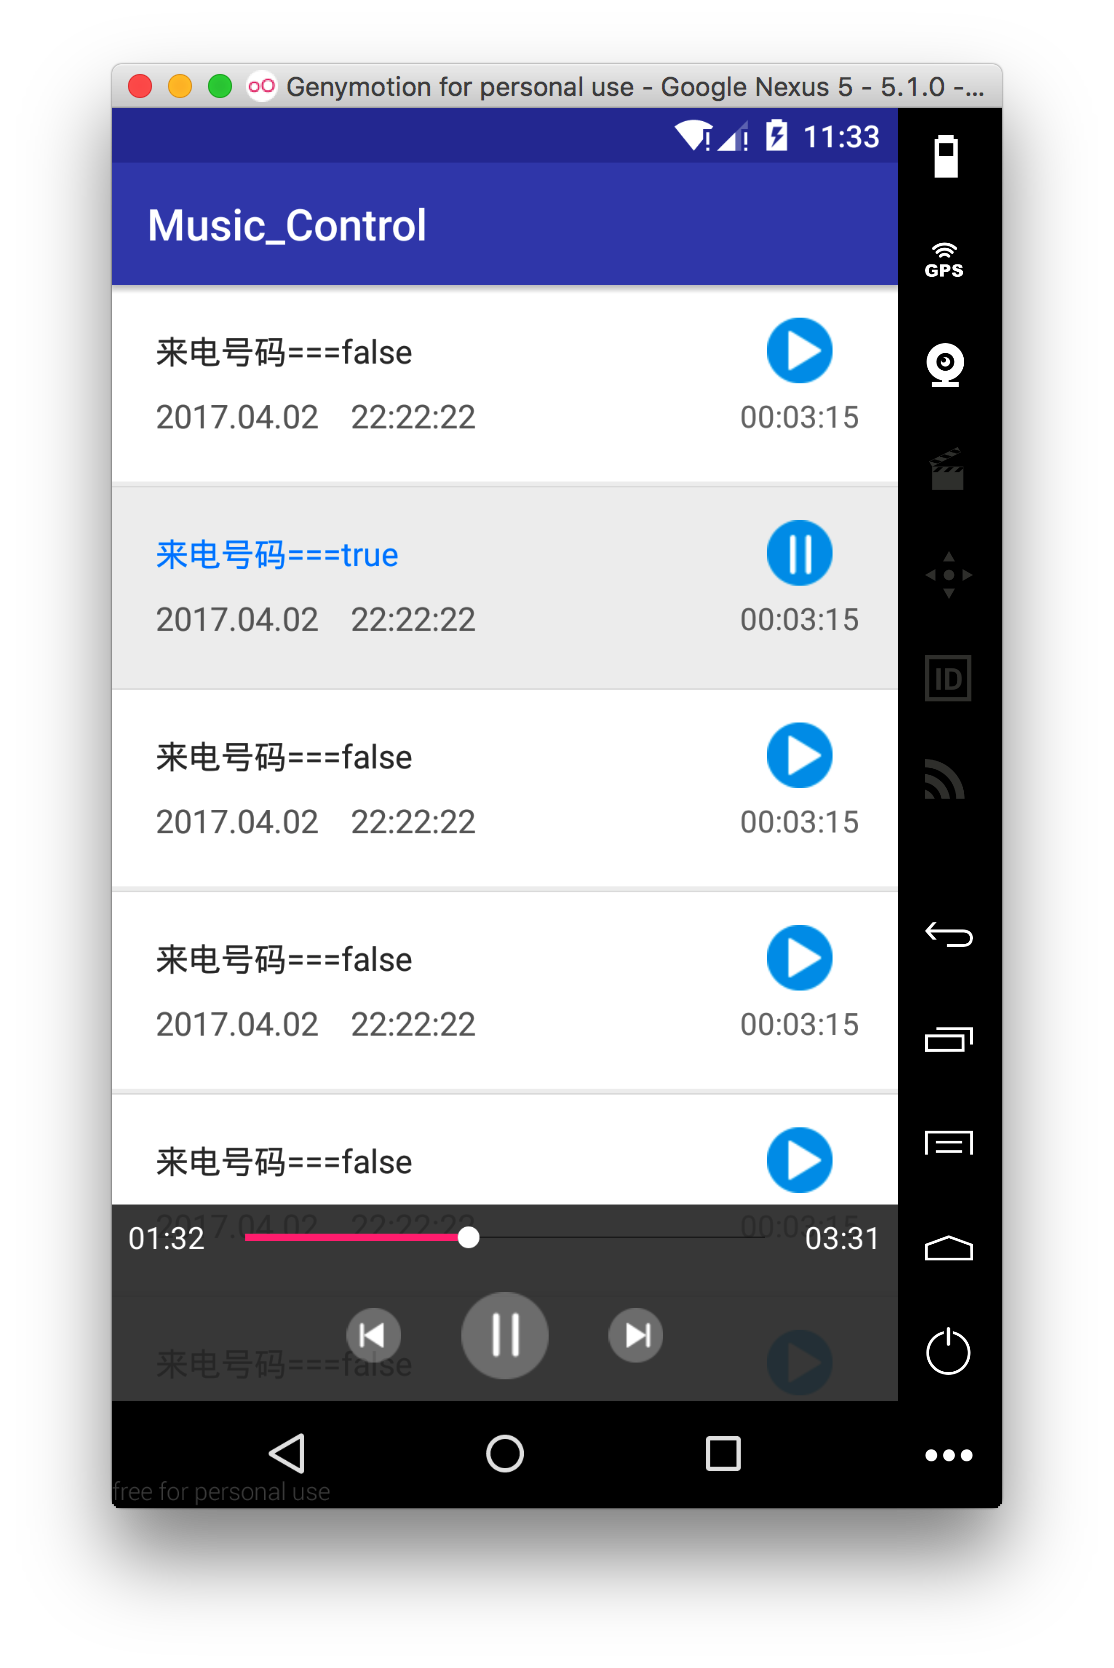 Genymotion for personal use - Google Nexus 5 - 5.1.0 -...
11:33
GPS
Music_Control
来电号码===false
2017.04.02 22:22:22 00:03:15
来电号码===true
2017.04.02 22:22:22 00:03:15
ID
来电号码===false
2017.04.02 22:22:22 00:03:15
来电号码===false
2017.04.02 22:22:22 00:03:15
来电号码===false
2017.04.02 22:22:22 00:03:15
01:32 03:31
来电号码===false
free for personal use